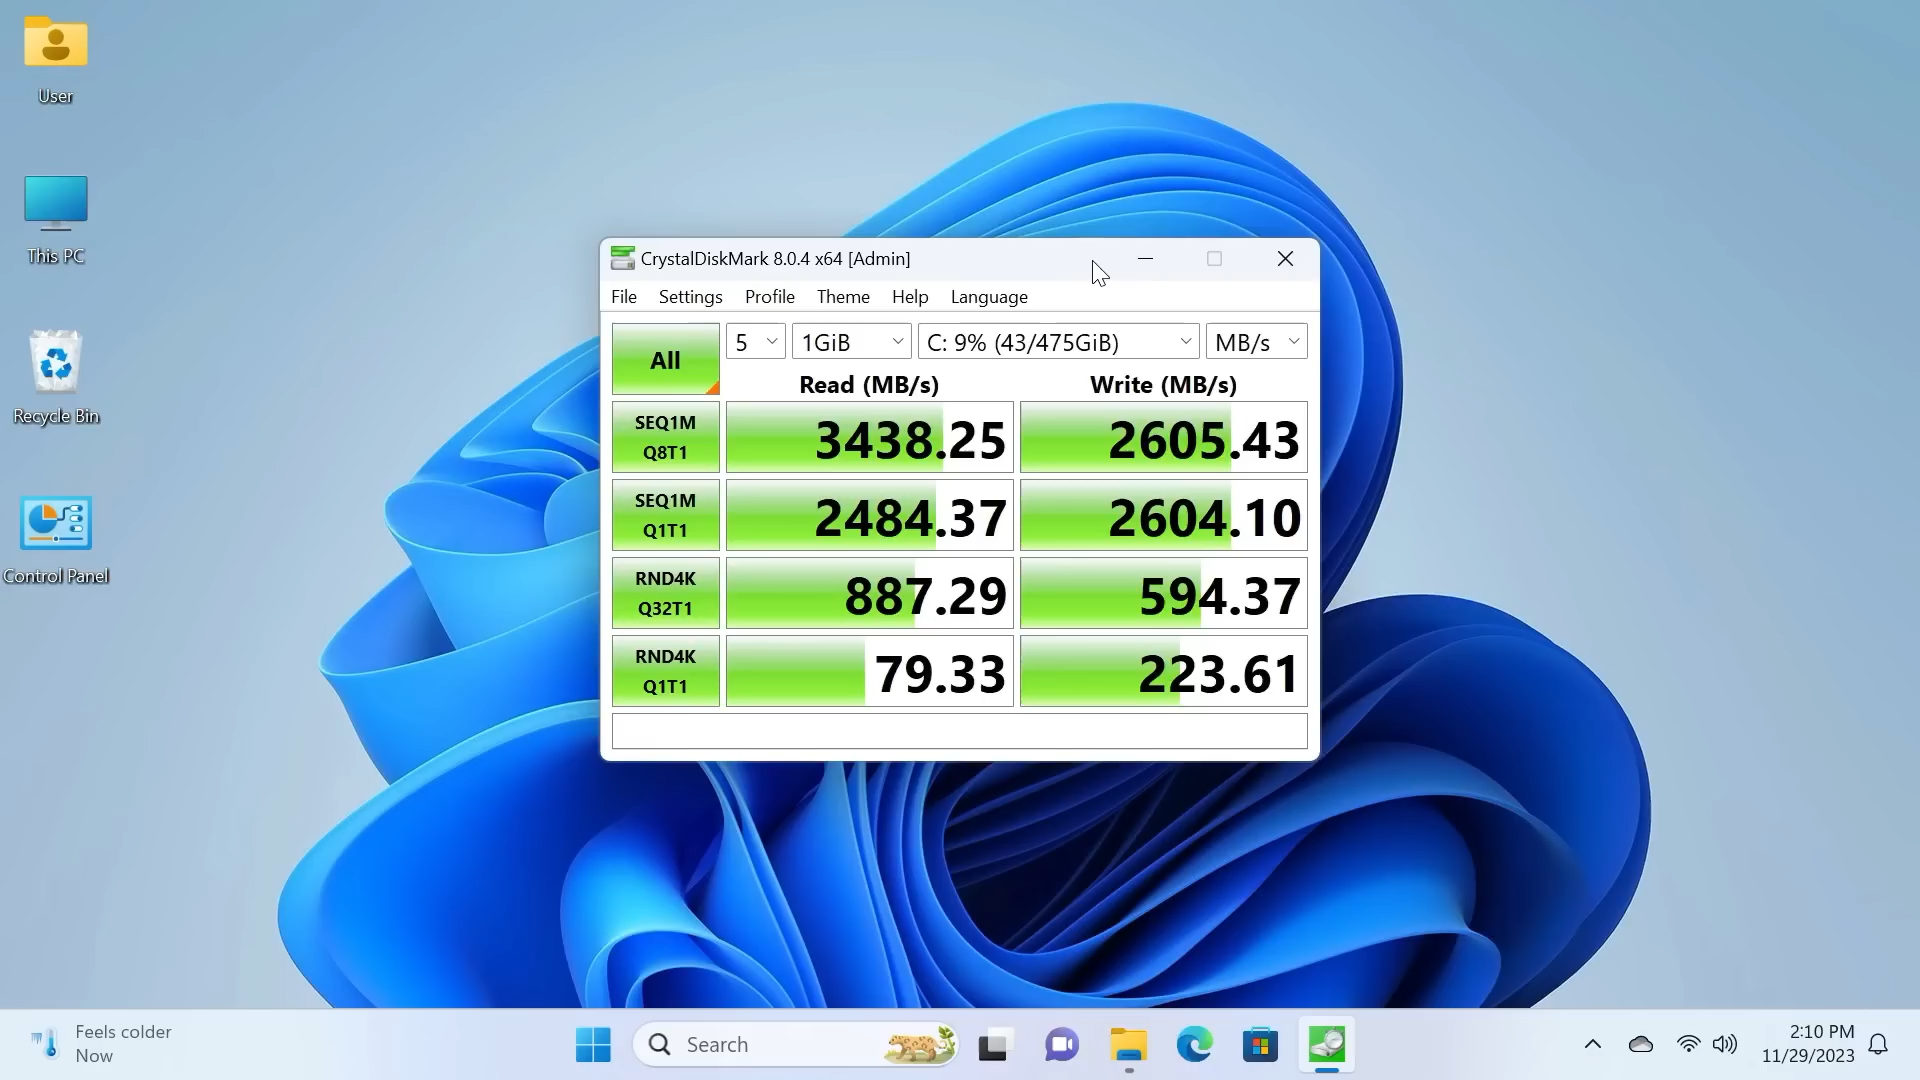 User
This PC
Recycle Bin
Control Panel
CrystalDiskMark 8.0.4 x64 [Admin]
File Settings Profile Theme Help Language
All 5 1GiB C: 9% (43/475GiB) MB/s
Read (MB/s) Write (MB/s)
SEQ1M
Q8T1 3438.25 2605.43
SEQ1M
Q1T1 2484.37 2604.10
RND4K
Q32T1 887.29 594.37
RND4K
Q1T1 79.33 223.61
Feels colder
Now
Search
2:10 PM
11/29/2023